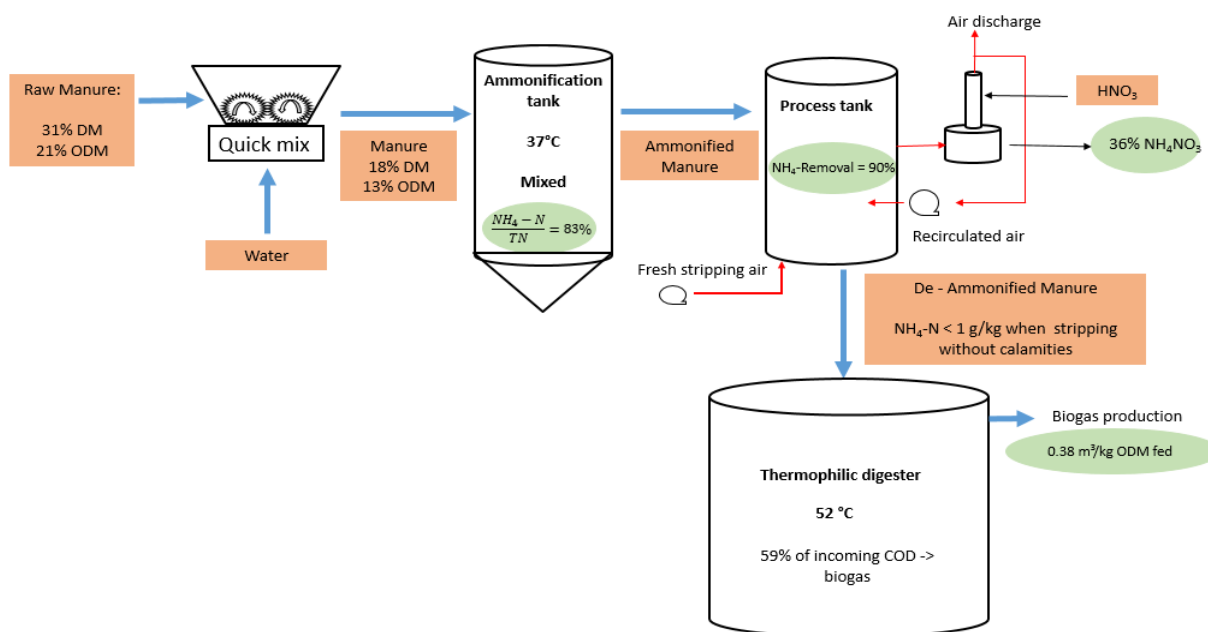 Air discharge
Raw Manure:
31% DM
21% ODM
Quick mix
Manure
18% DM
13% ODM
Water
Ammonification
tank
37°C
Mixed
NH₄ − N
TN
= 83%
Ammonified
Manure
Process tank
NH₄-Removal = 90%
HNO₃
36% NH₄NO₃
Recirculated air
Fresh stripping air
De - Ammonified Manure
NH₄-N < 1 g/kg when stripping
without calamities
Thermophilic digester
52 °C
59% of incoming COD ->
biogas
Biogas production
0.38 m³/kg ODM fed